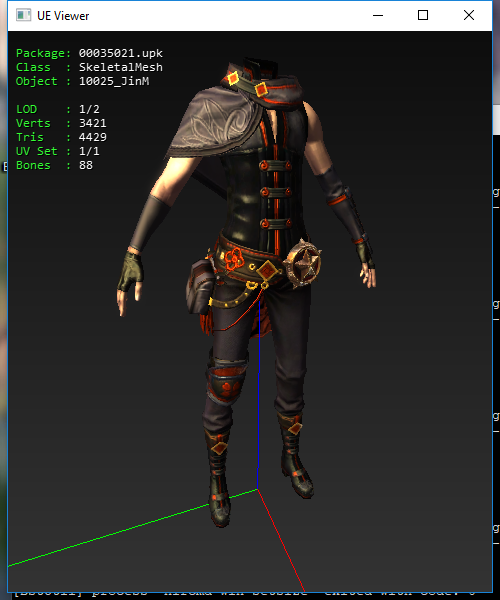 UE Viewer
Package: 00035021.upk
Class : SkeletalMesh
Object : 10025_JinM
LOD : 1/2
Verts : 3421
Tris : 4429
UV Set : 1/1
Bones : 88